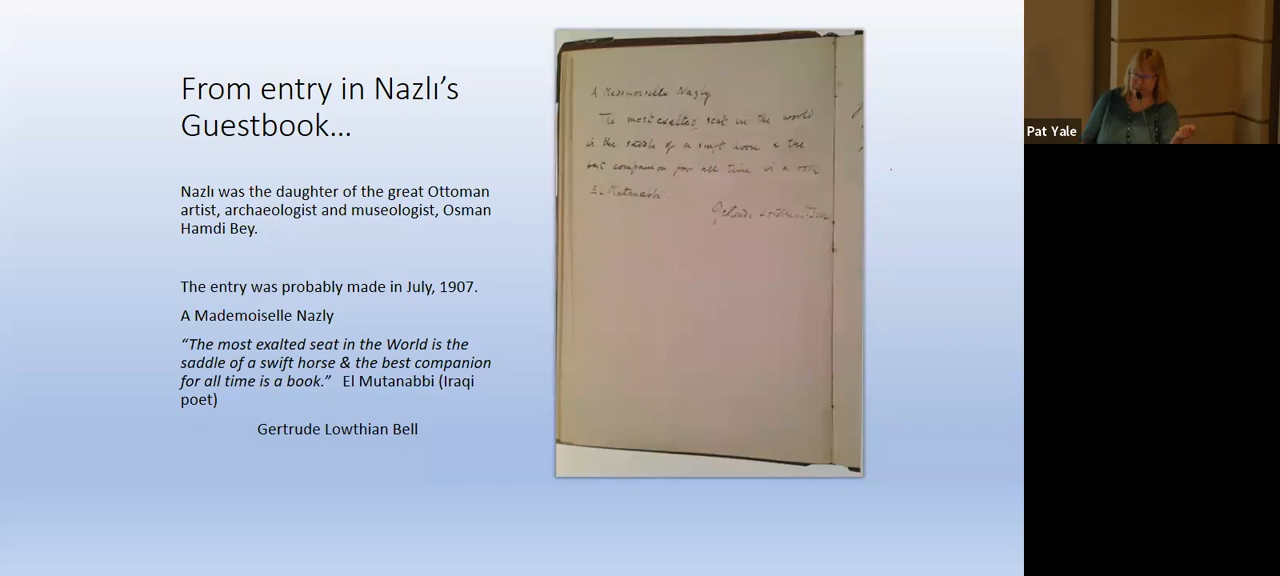 From entry in Nazlı’s
Guestbook...
Nazlı was the daughter of the great Ottoman
artist, archaeologist and museologist, Osman
Hamdi Bey.
The entry was probably made in July, 1907.
A Mademoiselle Nazly
“The most exalted seat in the World is the
saddle of a swift horse & the best companion
for all time is a book.” El Mutanabbi (Iraqi
poet)
Gertrude Lowthian Bell
A Mademoiselle Nazly
The most exalted seat in the world
is the saddle of a swift & the
best companion for all time is a
El
Gertrude Lowthian Bell
Pat Yale